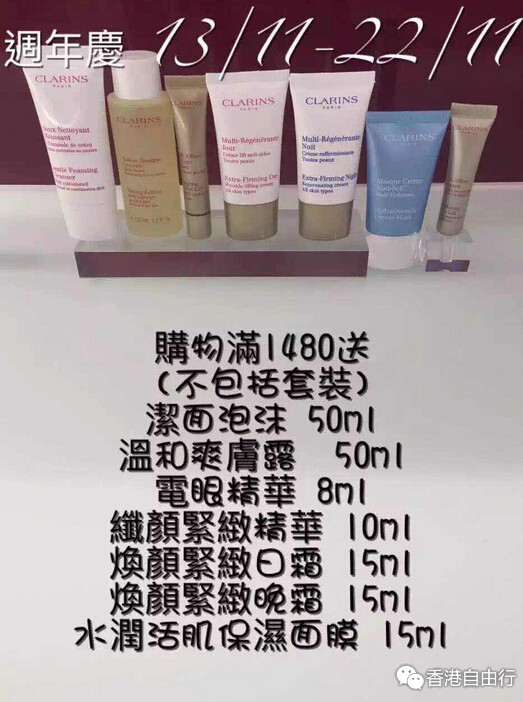 週年慶 13/11-22/11
CLARINS
PARIS
CLARINS
CLARINS
PARIS
Multi-Régénérante
Jour
Extra-Firming Day
CLARINS
PARIS
Multi-Régénérante
Nuit
Extra-Firming Night
CLARINS
購物滿1480送
(不包括套裝)
潔面泡沫 50ml
溫和爽膚露 50ml
電眼精華 8ml
纖顏緊緻精華 10ml
煥顏緊緻日霜 15ml
煥顏緊緻晚霜 15ml
水潤活肌保濕面膜 15ml
香港自由行